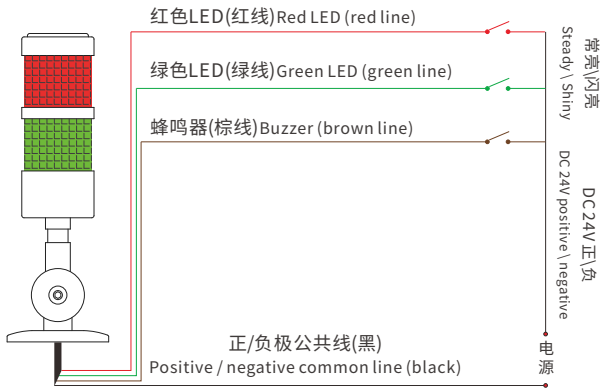 红色LED(红线)Red LED (red line)
绿色LED(绿线)Green LED (green line)
蜂鸣器(棕线)Buzzer (brown line)
常亮\闪亮
Steady \ Shiny
DC 24V 正\负
DC 24V positive \ negative
正/负极公共线(黑)
Positive / negative common line (black)
电源